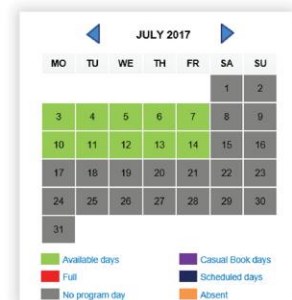 JULY 2017
MO TU WE TH FR SA SU
1 2
3 4 5 6 7 8 9
10 11 12 13 14 15 16
17 18 19 20 21 22 23
24 25 26 27 28 29 30
31
Available days Casual Book days
Full Scheduled days
No program day Absent